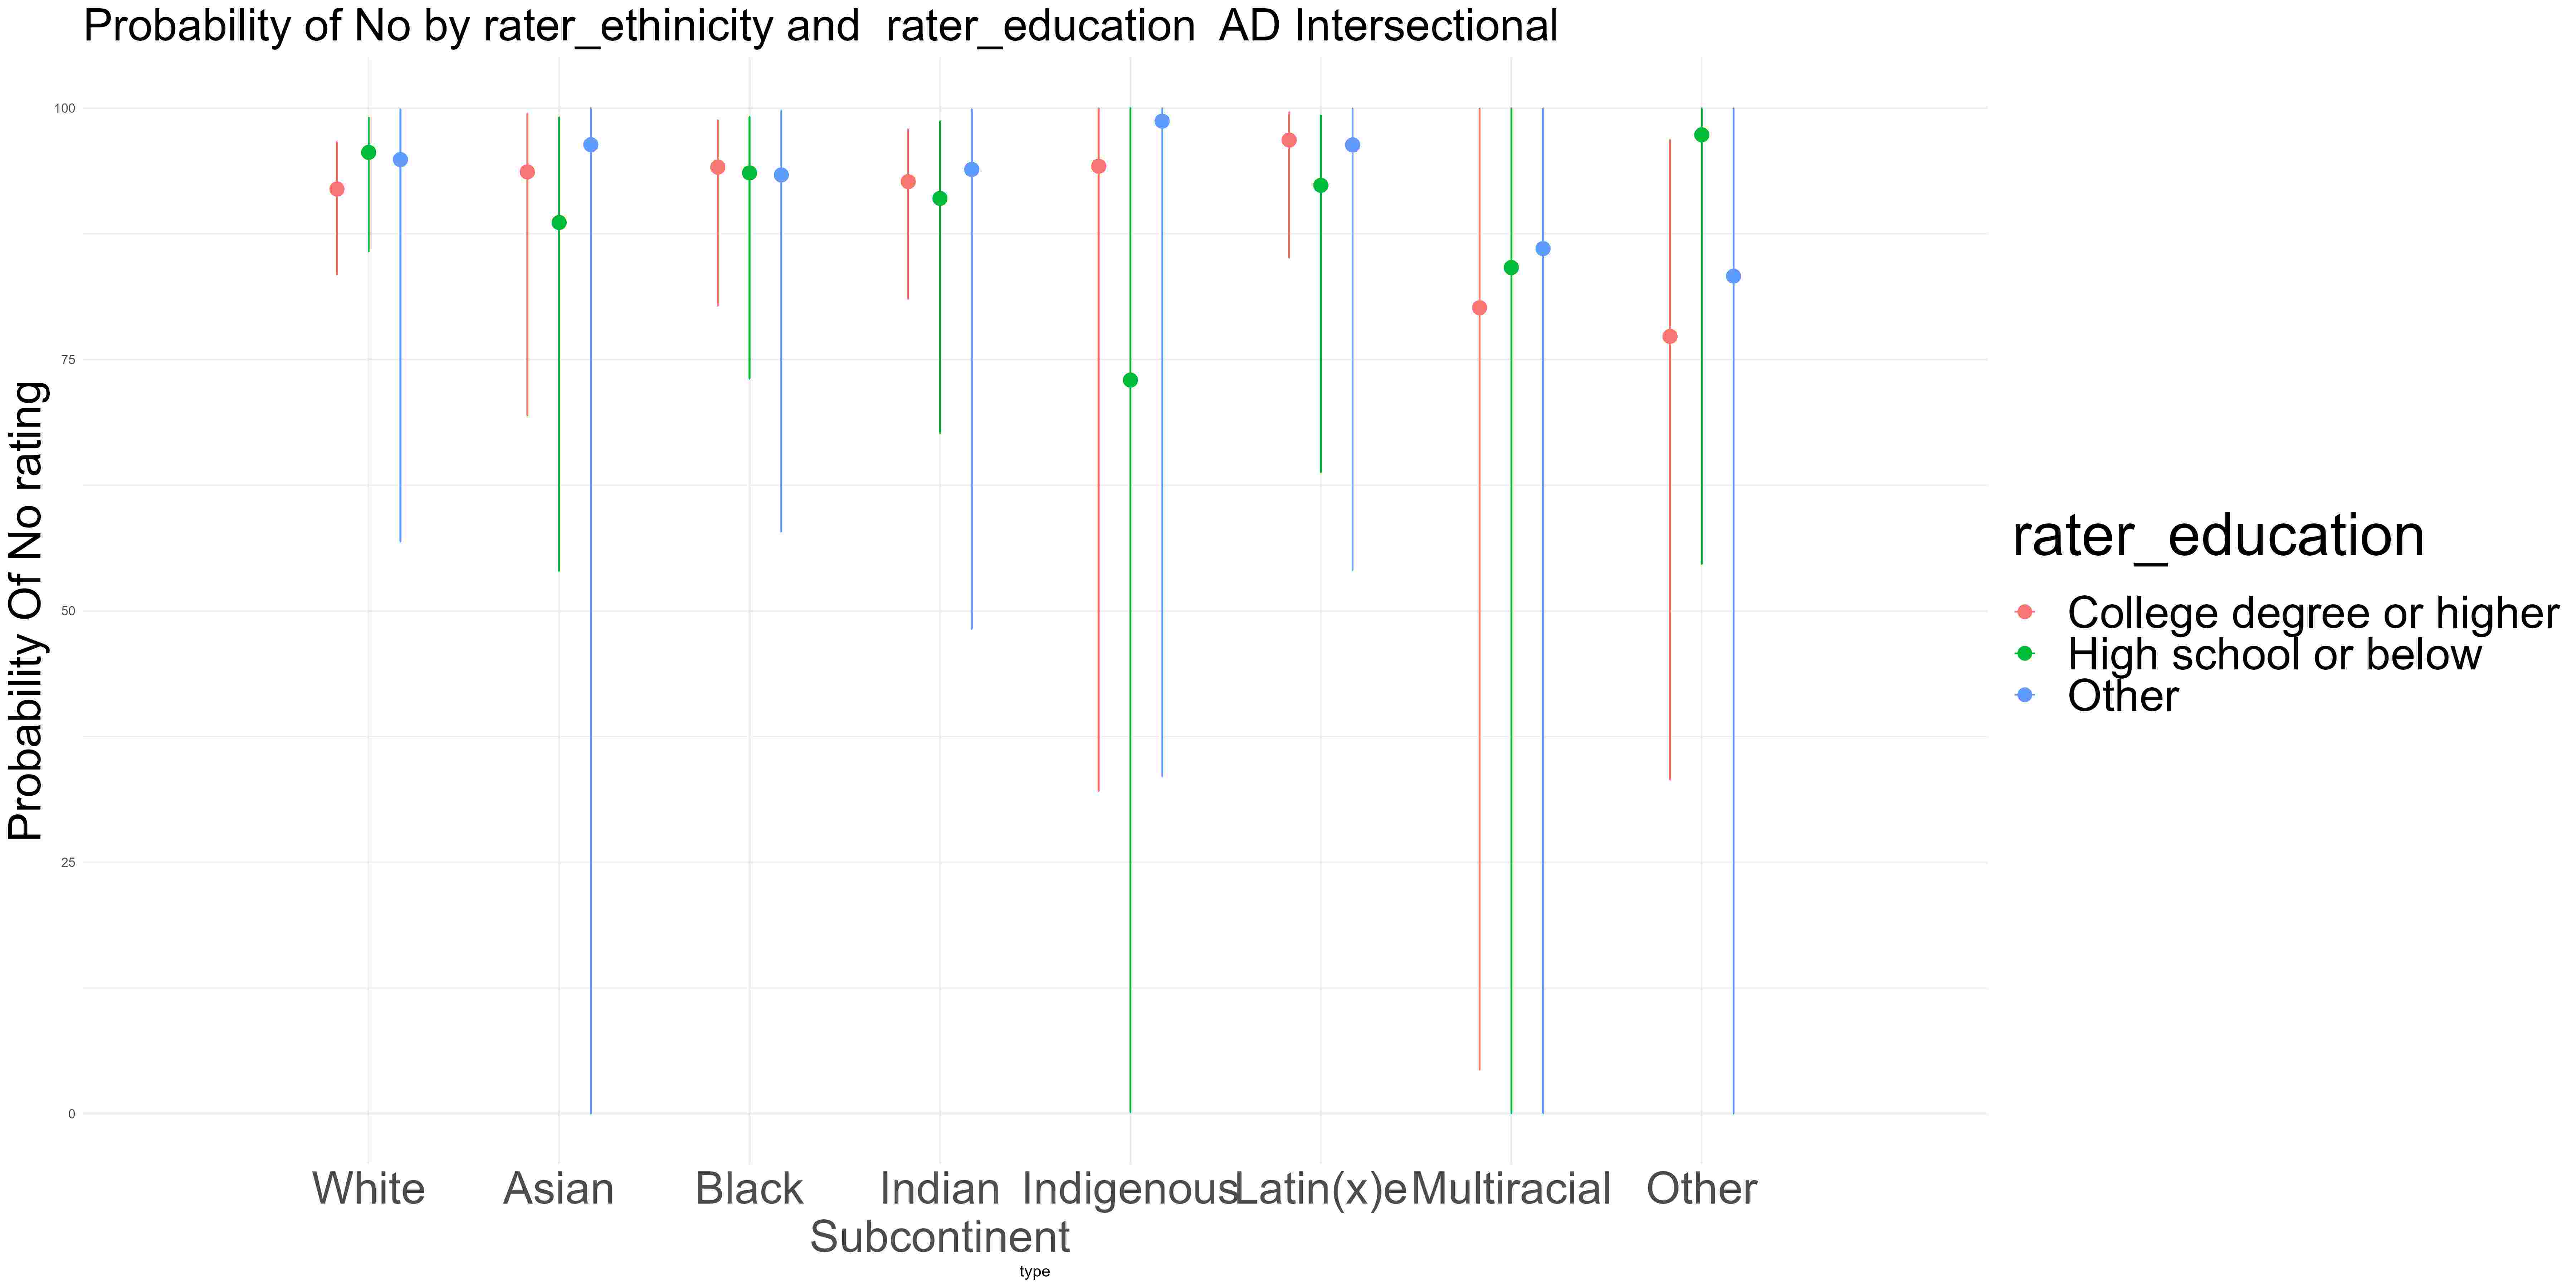 Probability of No by rater_ethinicity and  rater_education  AD Intersectional
Probability Of No rating
100
75
50
25
0
White Asian Black Indian Indigenous Latin(x)e Multiracial Other
Subcontinent
type
rater_education
College degree or higher
High school or below
Other